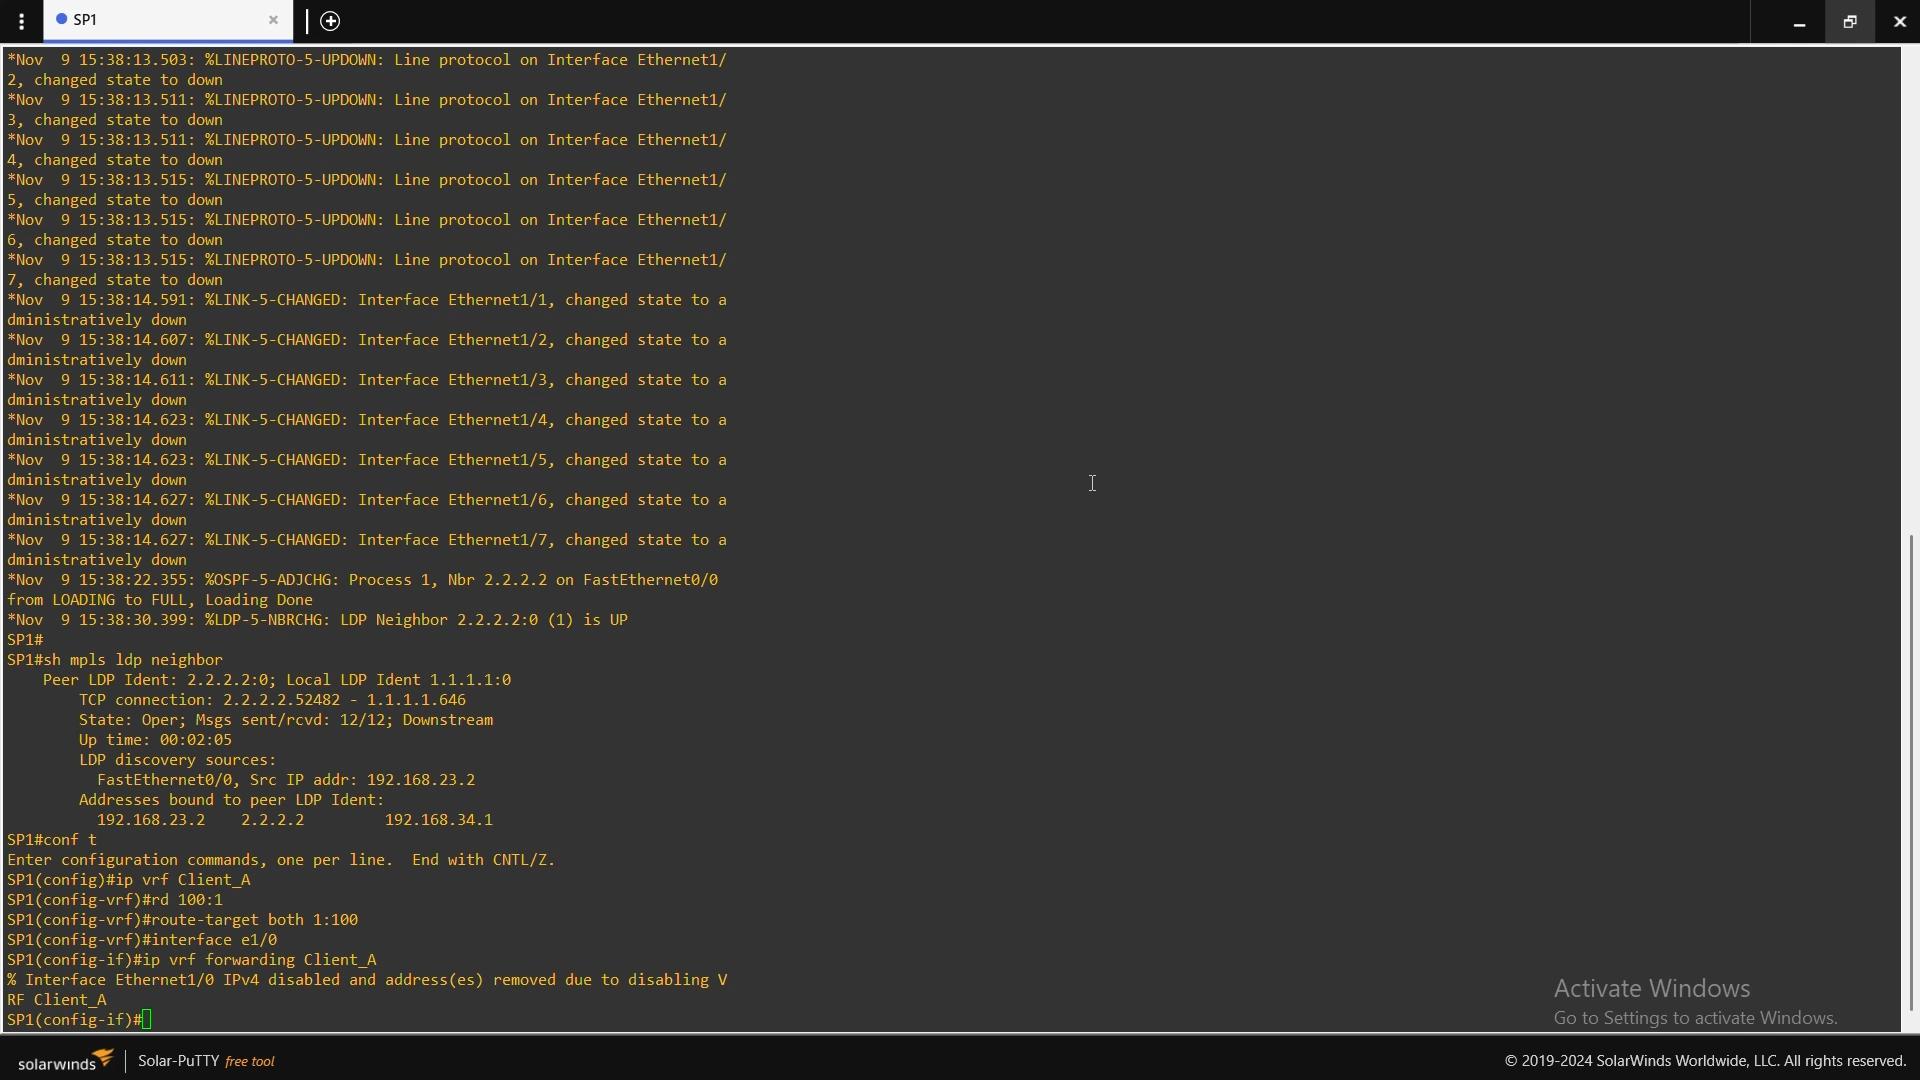 SP1
*Nov  9 15:38:13.503: %LINEPROTO-5-UPDOWN: Line protocol on Interface Ethernet1/
2, changed state to down
*Nov  9 15:38:13.511: %LINEPROTO-5-UPDOWN: Line protocol on Interface Ethernet1/
3, changed state to down
*Nov  9 15:38:13.511: %LINEPROTO-5-UPDOWN: Line protocol on Interface Ethernet1/
4, changed state to down
*Nov  9 15:38:13.515: %LINEPROTO-5-UPDOWN: Line protocol on Interface Ethernet1/
5, changed state to down
*Nov  9 15:38:13.515: %LINEPROTO-5-UPDOWN: Line protocol on Interface Ethernet1/
6, changed state to down
*Nov  9 15:38:13.515: %LINEPROTO-5-UPDOWN: Line protocol on Interface Ethernet1/
7, changed state to down
*Nov  9 15:38:14.591: %LINK-5-CHANGED: Interface Ethernet1/1, changed state to a
dministratively down
*Nov  9 15:38:14.607: %LINK-5-CHANGED: Interface Ethernet1/2, changed state to a
dministratively down
*Nov  9 15:38:14.611: %LINK-5-CHANGED: Interface Ethernet1/3, changed state to a
dministratively down
*Nov  9 15:38:14.623: %LINK-5-CHANGED: Interface Ethernet1/4, changed state to a
dministratively down
*Nov  9 15:38:14.623: %LINK-5-CHANGED: Interface Ethernet1/5, changed state to a
dministratively down
*Nov  9 15:38:14.627: %LINK-5-CHANGED: Interface Ethernet1/6, changed state to a
dministratively down
*Nov  9 15:38:14.627: %LINK-5-CHANGED: Interface Ethernet1/7, changed state to a
dministratively down
*Nov  9 15:38:22.355: %OSPF-5-ADJCHG: Process 1, Nbr 2.2.2.2 on FastEthernet0/0
from LOADING to FULL, Loading Done
*Nov  9 15:38:30.399: %LDP-5-NBRCHG: LDP Neighbor 2.2.2.2:0 (1) is UP
SP1#
SP1#sh mpls ldp neighbor
    Peer LDP Ident: 2.2.2.2:0; Local LDP Ident 1.1.1.1:0
        TCP connection: 2.2.2.2.52482 - 1.1.1.1.646
        State: Oper; Msgs sent/rcvd: 12/12; Downstream
        Up time: 00:02:05
        LDP discovery sources:
          FastEthernet0/0, Src IP addr: 192.168.23.2
        Addresses bound to peer LDP Ident:
          192.168.23.2    2.2.2.2         192.168.34.1
SP1#conf t
Enter configuration commands, one per line.  End with CNTL/Z.
SP1(config)#ip vrf Client_A
SP1(config-vrf)#rd 100:1
SP1(config-vrf)#route-target both 1:100
SP1(config-vrf)#interface e1/0
SP1(config-if)#ip vrf forwarding Client_A
% Interface Ethernet1/0 IPv4 disabled and address(es) removed due to disabling V
RF Client_A
SP1(config-if)#
Activate Windows
Go to Settings to activate Windows.
solarwinds Solar-PuTTY free tool
© 2019-2024 SolarWinds Worldwide, LLC. All rights reserved.